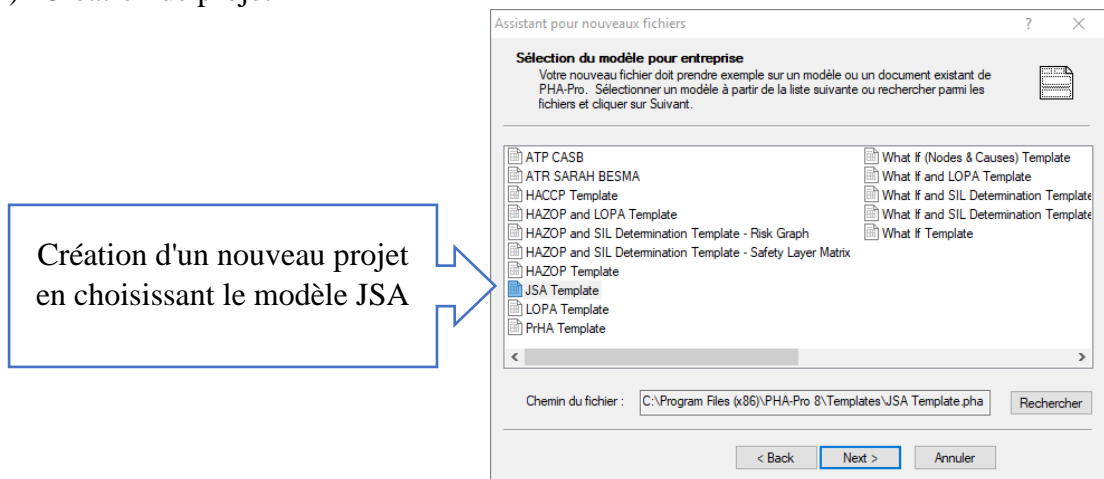 Assistant pour nouveaux fichiers
Sélection du modèle pour entreprise
Votre nouveau fichier doit prendre exemple sur un modèle ou un document existant de
PHA-Pro. Sélectionner un modèle à partir de la liste suivante ou rechercher parmi les
fichiers et cliquer sur Suivant.
ATP CASB
ATR SARAH BESMA
HACCP Template
HAZOP and LOPA Template
HAZOP and SIL Determination Template - Risk Graph
HAZOP and SIL Determination Template - Safety Layer Matrix
HAZOP Template
JSA Template
LOPA Template
PrHA Template
What If (Nodes & Causes) Template
What If and LOPA Template
What If and SIL Determination Template
What If and SIL Determination Template
What If Template
Création d'un nouveau projet
en choisissant le modèle JSA
Chemin du fichier :
C:\Program Files (x86)\PHA-Pro 8\Templates\JSA Template.pha
Rechercher
< Back
Next >
Annuler